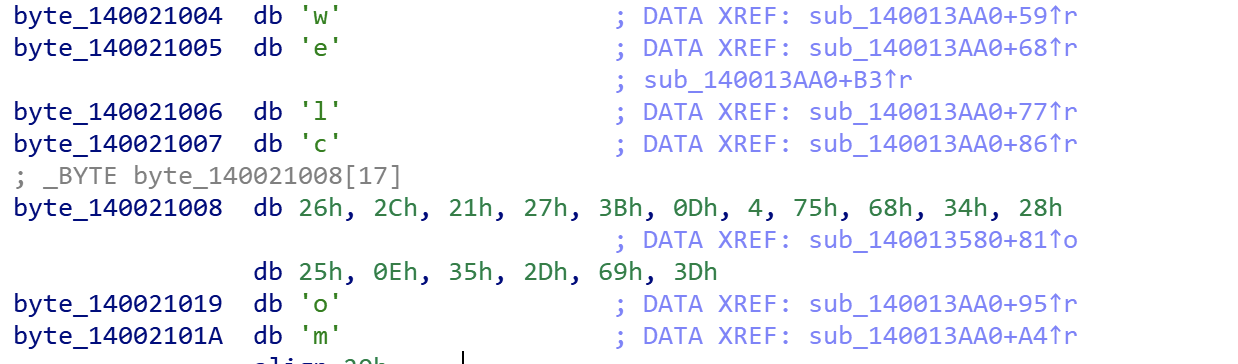 byte_140021004 db 'w' ; DATA XREF: sub_140013AA0+59↑r
byte_140021005 db 'e' ; DATA XREF: sub_140013AA0+68↑r
; sub_140013AA0+B3↑r
byte_140021006 db 'l' ; DATA XREF: sub_140013AA0+77↑r
byte_140021007 db 'c' ; DATA XREF: sub_140013AA0+86↑r
; _BYTE byte_140021008[17]
byte_140021008 db 26h, 2Ch, 21h, 27h, 3Bh, 0Dh, 4, 75h, 68h, 34h, 28h
; DATA XREF: sub_140013580+81↑o
db 25h, 0Eh, 35h, 2Dh, 69h, 3Dh
byte_140021019 db 'o' ; DATA XREF: sub_140013AA0+95↑r
byte_14002101A db 'm' ; DATA XREF: sub_140013AA0+A4↑r